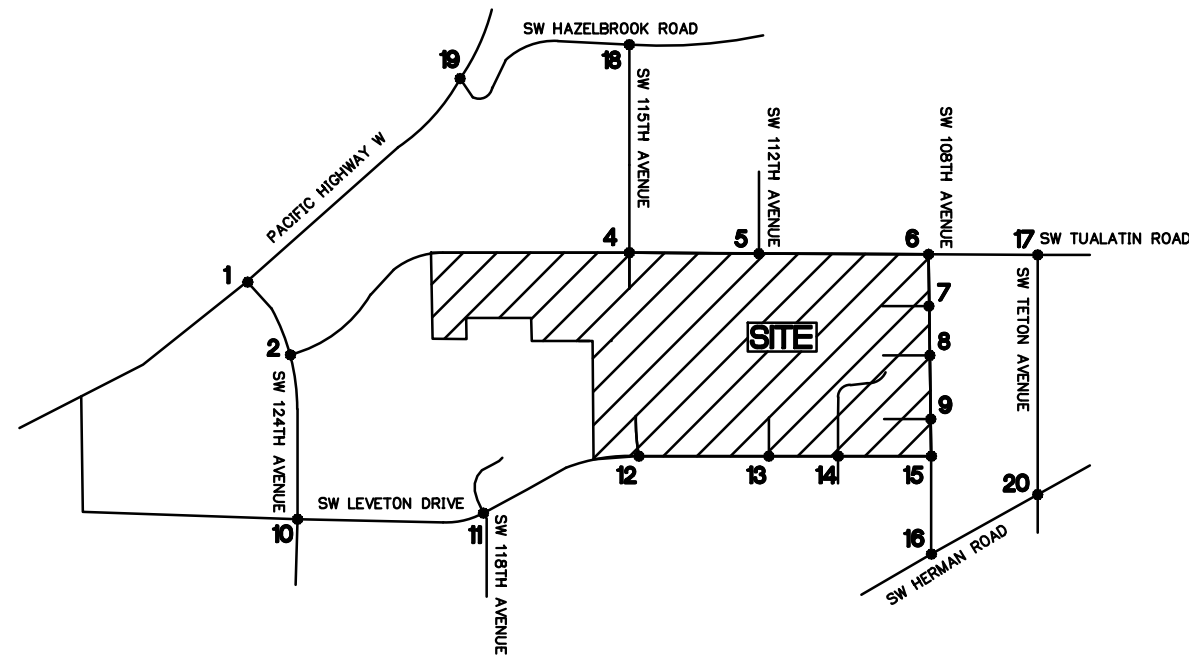 SW HAZELBROOK ROAD
19
18
SW 115TH AVENUE
SW 112TH AVENUE
SW 108TH AVENUE
PACIFIC HIGHWAY W
4
5
6
17
SW TUALATIN ROAD
1
7
SW TETON AVENUE
2
SITE
8
SW 124TH AVENUE
9
12
13
14
15
SW LEVETON DRIVE
20
10
11
SW 118TH AVENUE
16
SW HERMAN ROAD